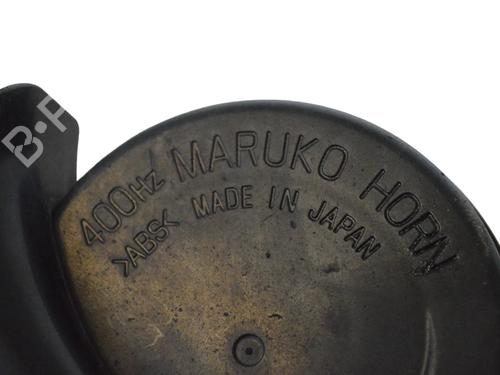 400Hz MARUKO HORN
>ABS< MADE IN JAPAN
B-F